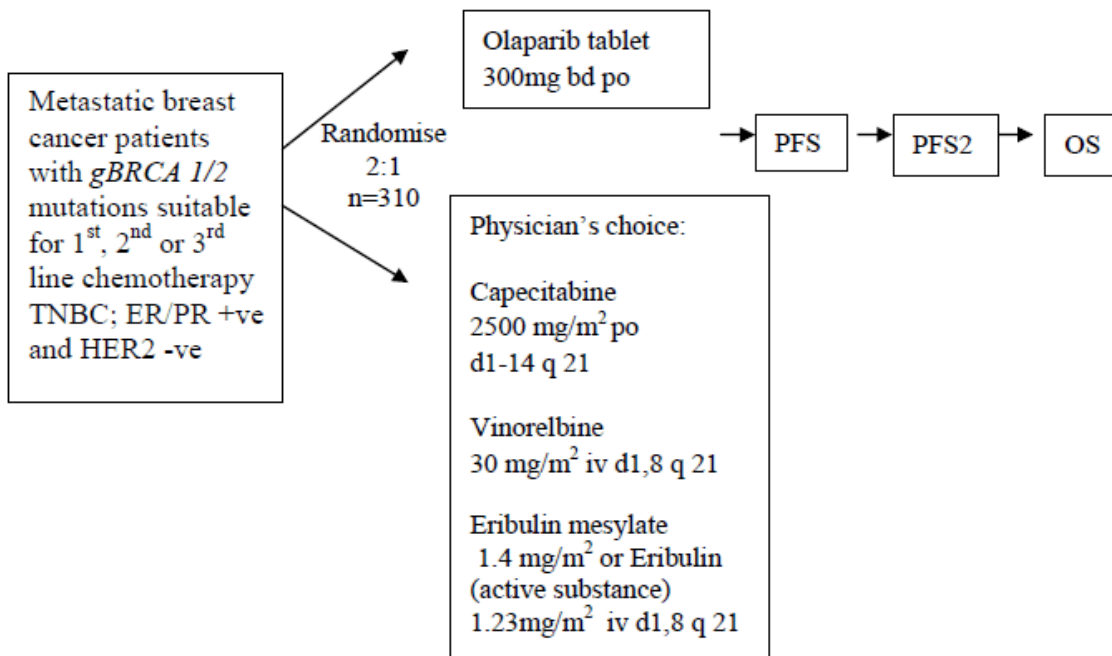 Metastatic breast
cancer patients
with gBRCA 1/2
mutations suitable
for 1st, 2nd or 3rd
line chemotherapy
TNBC; ER/PR +ve
and HER2 -ve
Randomise
2:1
n=310
Olaparib tablet
300mg bd po
Physician’s choice:
Capecitabine
2500 mg/m² po
d1-14 q 21
Vinorelbine
30 mg/m² iv d1,8 q 21
Eribulin mesylate
1.4 mg/m² or Eribulin
(active substance)
1.23mg/m² iv d1,8 q 21
PFS
PFS2
OS